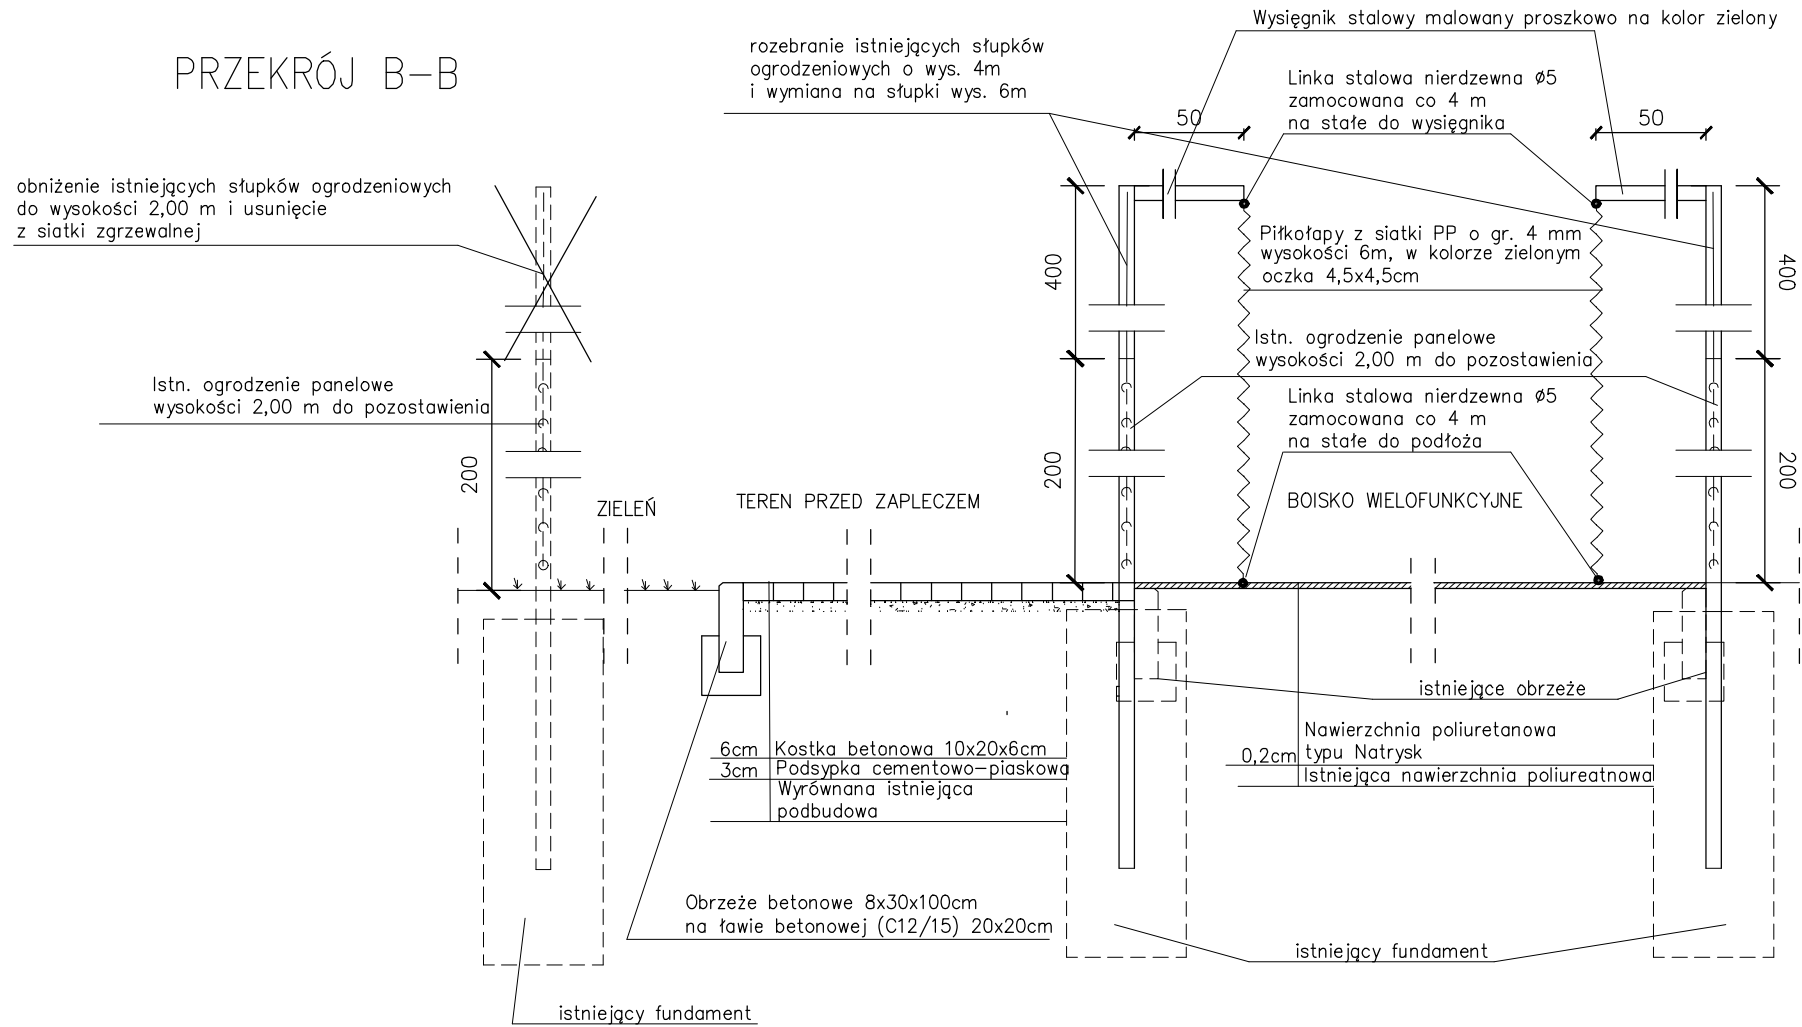 PRZEKRÓJ B-B
Wysięgnik stalowy malowany proszkowo na kolor zielony
rozebranie istniejących słupków
ogrodzeniowych o wys. 4m
i wymiana na słupki wys. 6m
Linka stalowa nierdzewna Ø5
zamocowana co 4 m
na stałe do wysięgnika
50
50
obniżenie istniejących słupków ogrodzeniowych
do wysokości 2,00 m i usunięcie
z siatki zgrzewalnej
Piłkołapy z siatki PP o gr. 4 mm
wysokości 6m, w kolorze zielonym
oczka 4,5x4,5cm
400
400
Istn. ogrodzenie panelowe
wysokości 2,00 m do pozostawienia
Istn. ogrodzenie panelowe
wysokości 2,00 m do pozostawienia
Linka stalowa nierdzewna Ø5
zamocowana co 4 m
na stałe do podłoża
200
200
200
ZIELEŃ
TEREN PRZED ZAPLECZEM
BOISKO WIELOFUNKCYJNE
istniejące obrzeże
6cm Kostka betonowa 10x20x6cm
3cm Podsypka cementowo-piaskowa
Wyrównana istniejąca
podbudowa
Nawierzchnia poliuretanowa
0,2cm typu Natrysk
Istniejąca nawierzchnia poliureatnowa
Obrzeże betonowe 8x30x100cm
na ławie betonowej (C12/15) 20x20cm
istniejący fundament
istniejący fundament